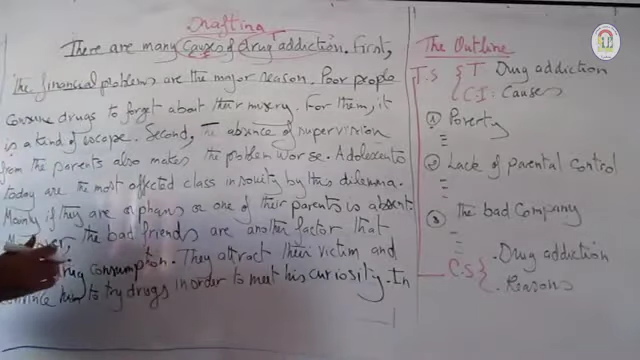 Drafting
There are many causes of drug addiction. First,
the financial problems are the major reason. Poor people
consume drugs to forget about their misery. For them, it
is a kind of escape. Second, the absence of supervision
from the parents also makes the problem worse. Adolescents
today are the most affected class in society by this dilemma.
Mainly if they are orphans or one of their parents is absent.
the bad friends are another factor that
drug consumption. They attract their victim and
convince him to try drugs in order to meet his curiosity. In
The Outline
T.S { T Drug addiction
C.I: Causes
① Poverty
② Lack of parental control
③ The bad Company
C.S { . Drug addiction
. Reasons